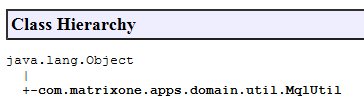 Class Hierarchy
java.lang.Object
|
+-com.matrixone.apps.domain.util.MqlUtil